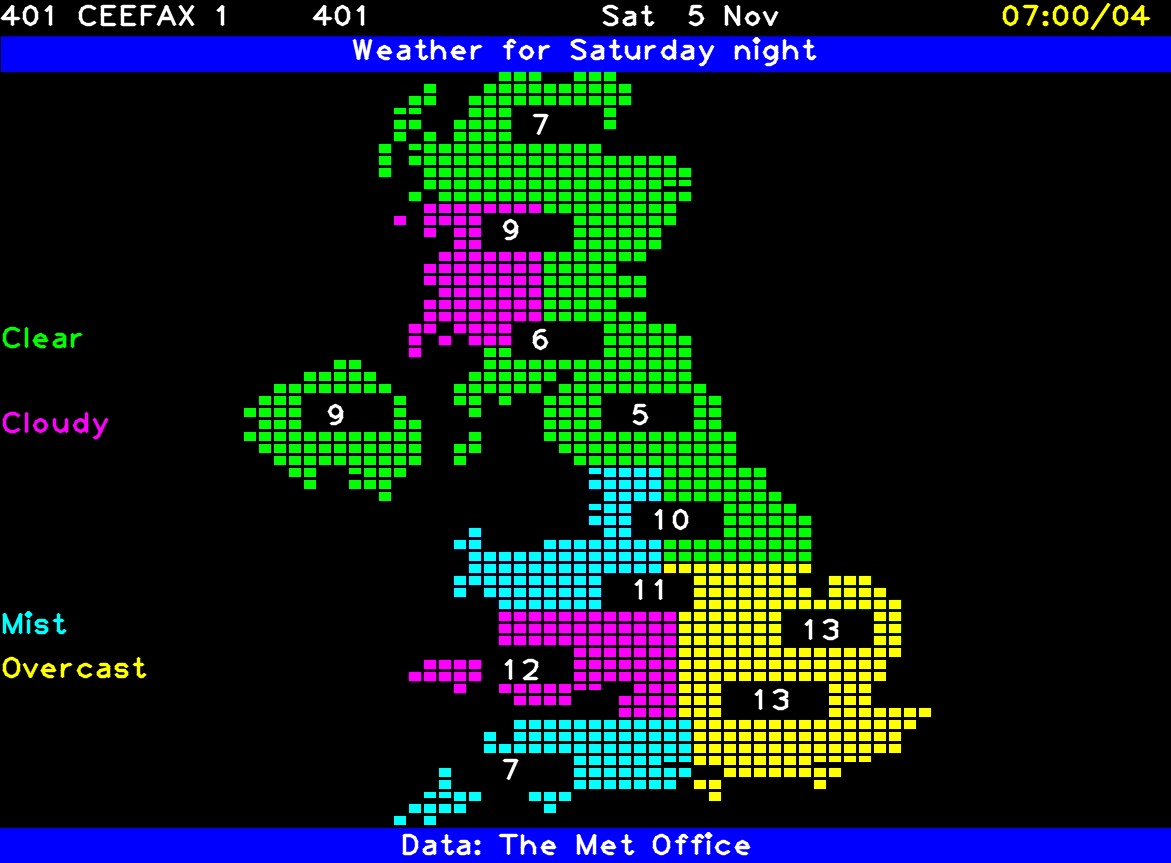 401 CEEFAX 1 401 Sat 5 Nov 07:00/04
Weather for Saturday night
7
9
Clear 6
9 5
Cloudy
10
11
Mist 13
Overcast 12
13
7
Data: The Met Office